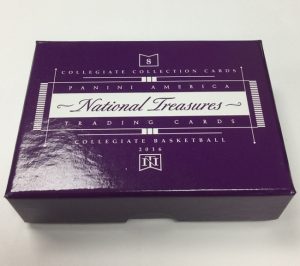 8
COLLEGIATE COLLECTION CARDS
PANINI AMERICA
~National Treasures~
TRADING CARDS
COLLEGIATE BASKETBALL
2016